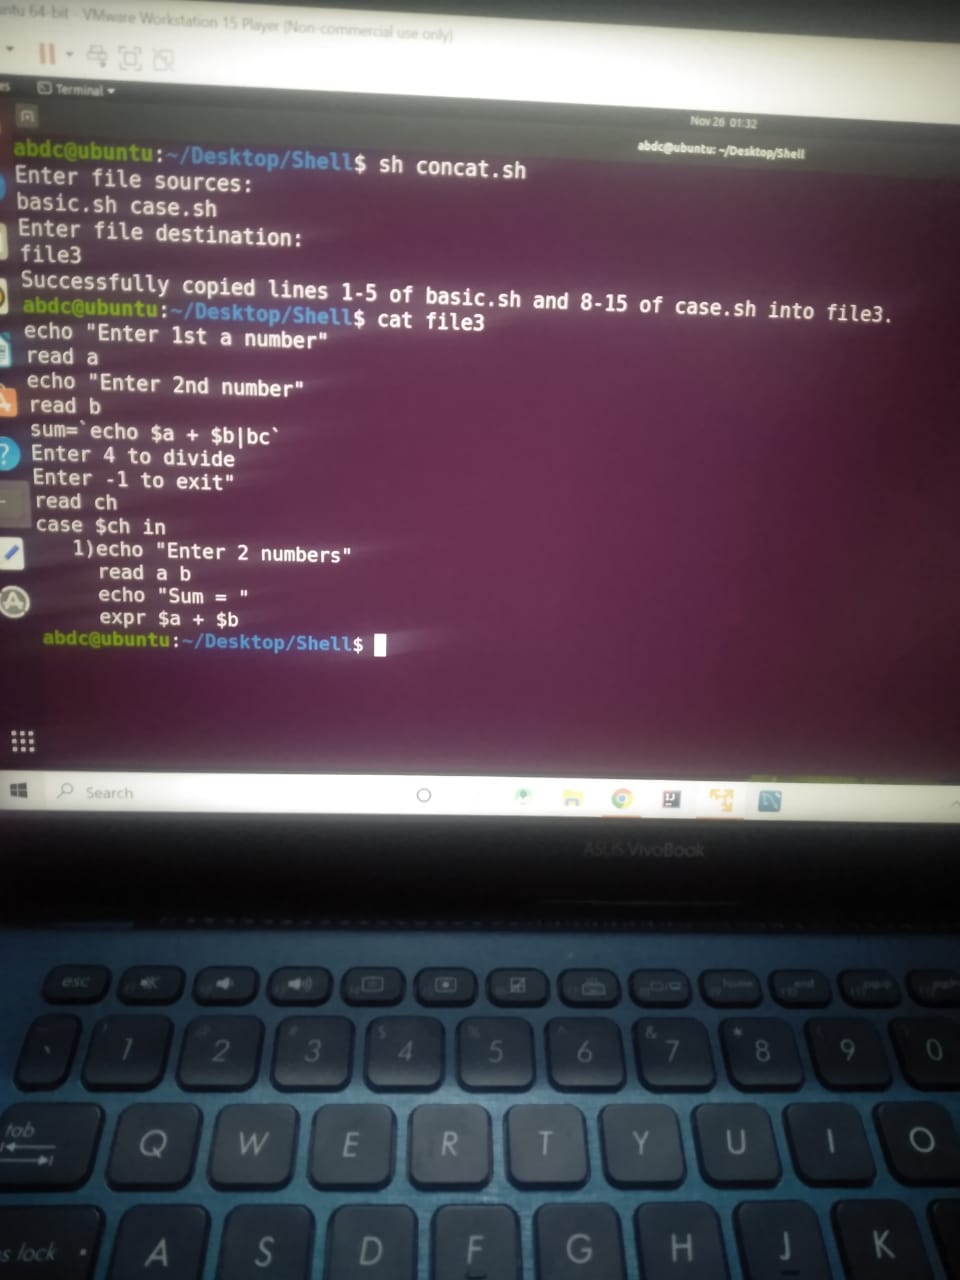 ntu 64-bit - VMware Workstation 15 Player (Non-commercial use only)
es Terminal
Nov 26 01:32
abdc@ubuntu: ~/Desktop/Shell
abdc@ubuntu:~/Desktop/Shell$ sh concat.sh
Enter file sources:
basic.sh case.sh
Enter file destination:
file3
Successfully copied lines 1-5 of basic.sh and 8-15 of case.sh into file3.
abdc@ubuntu:~/Desktop/Shell$ cat file3
echo "Enter 1st a number"
read a
echo "Enter 2nd number"
read b
sum=`echo $a + $b|bc`
Enter 4 to divide
Enter -1 to exit"
read ch
case $ch in
1)echo "Enter 2 numbers"
read a b
echo "Sum = "
expr $a + $b
abdc@ubuntu:~/Desktop/Shell$
Search
ASUS VivoBook
esc home end
` 1 2 3 $ 4 % 5 ^ 6 & 7 * 8 9 0
tab Q W E R T Y U I O
s lock A S D F G H J K